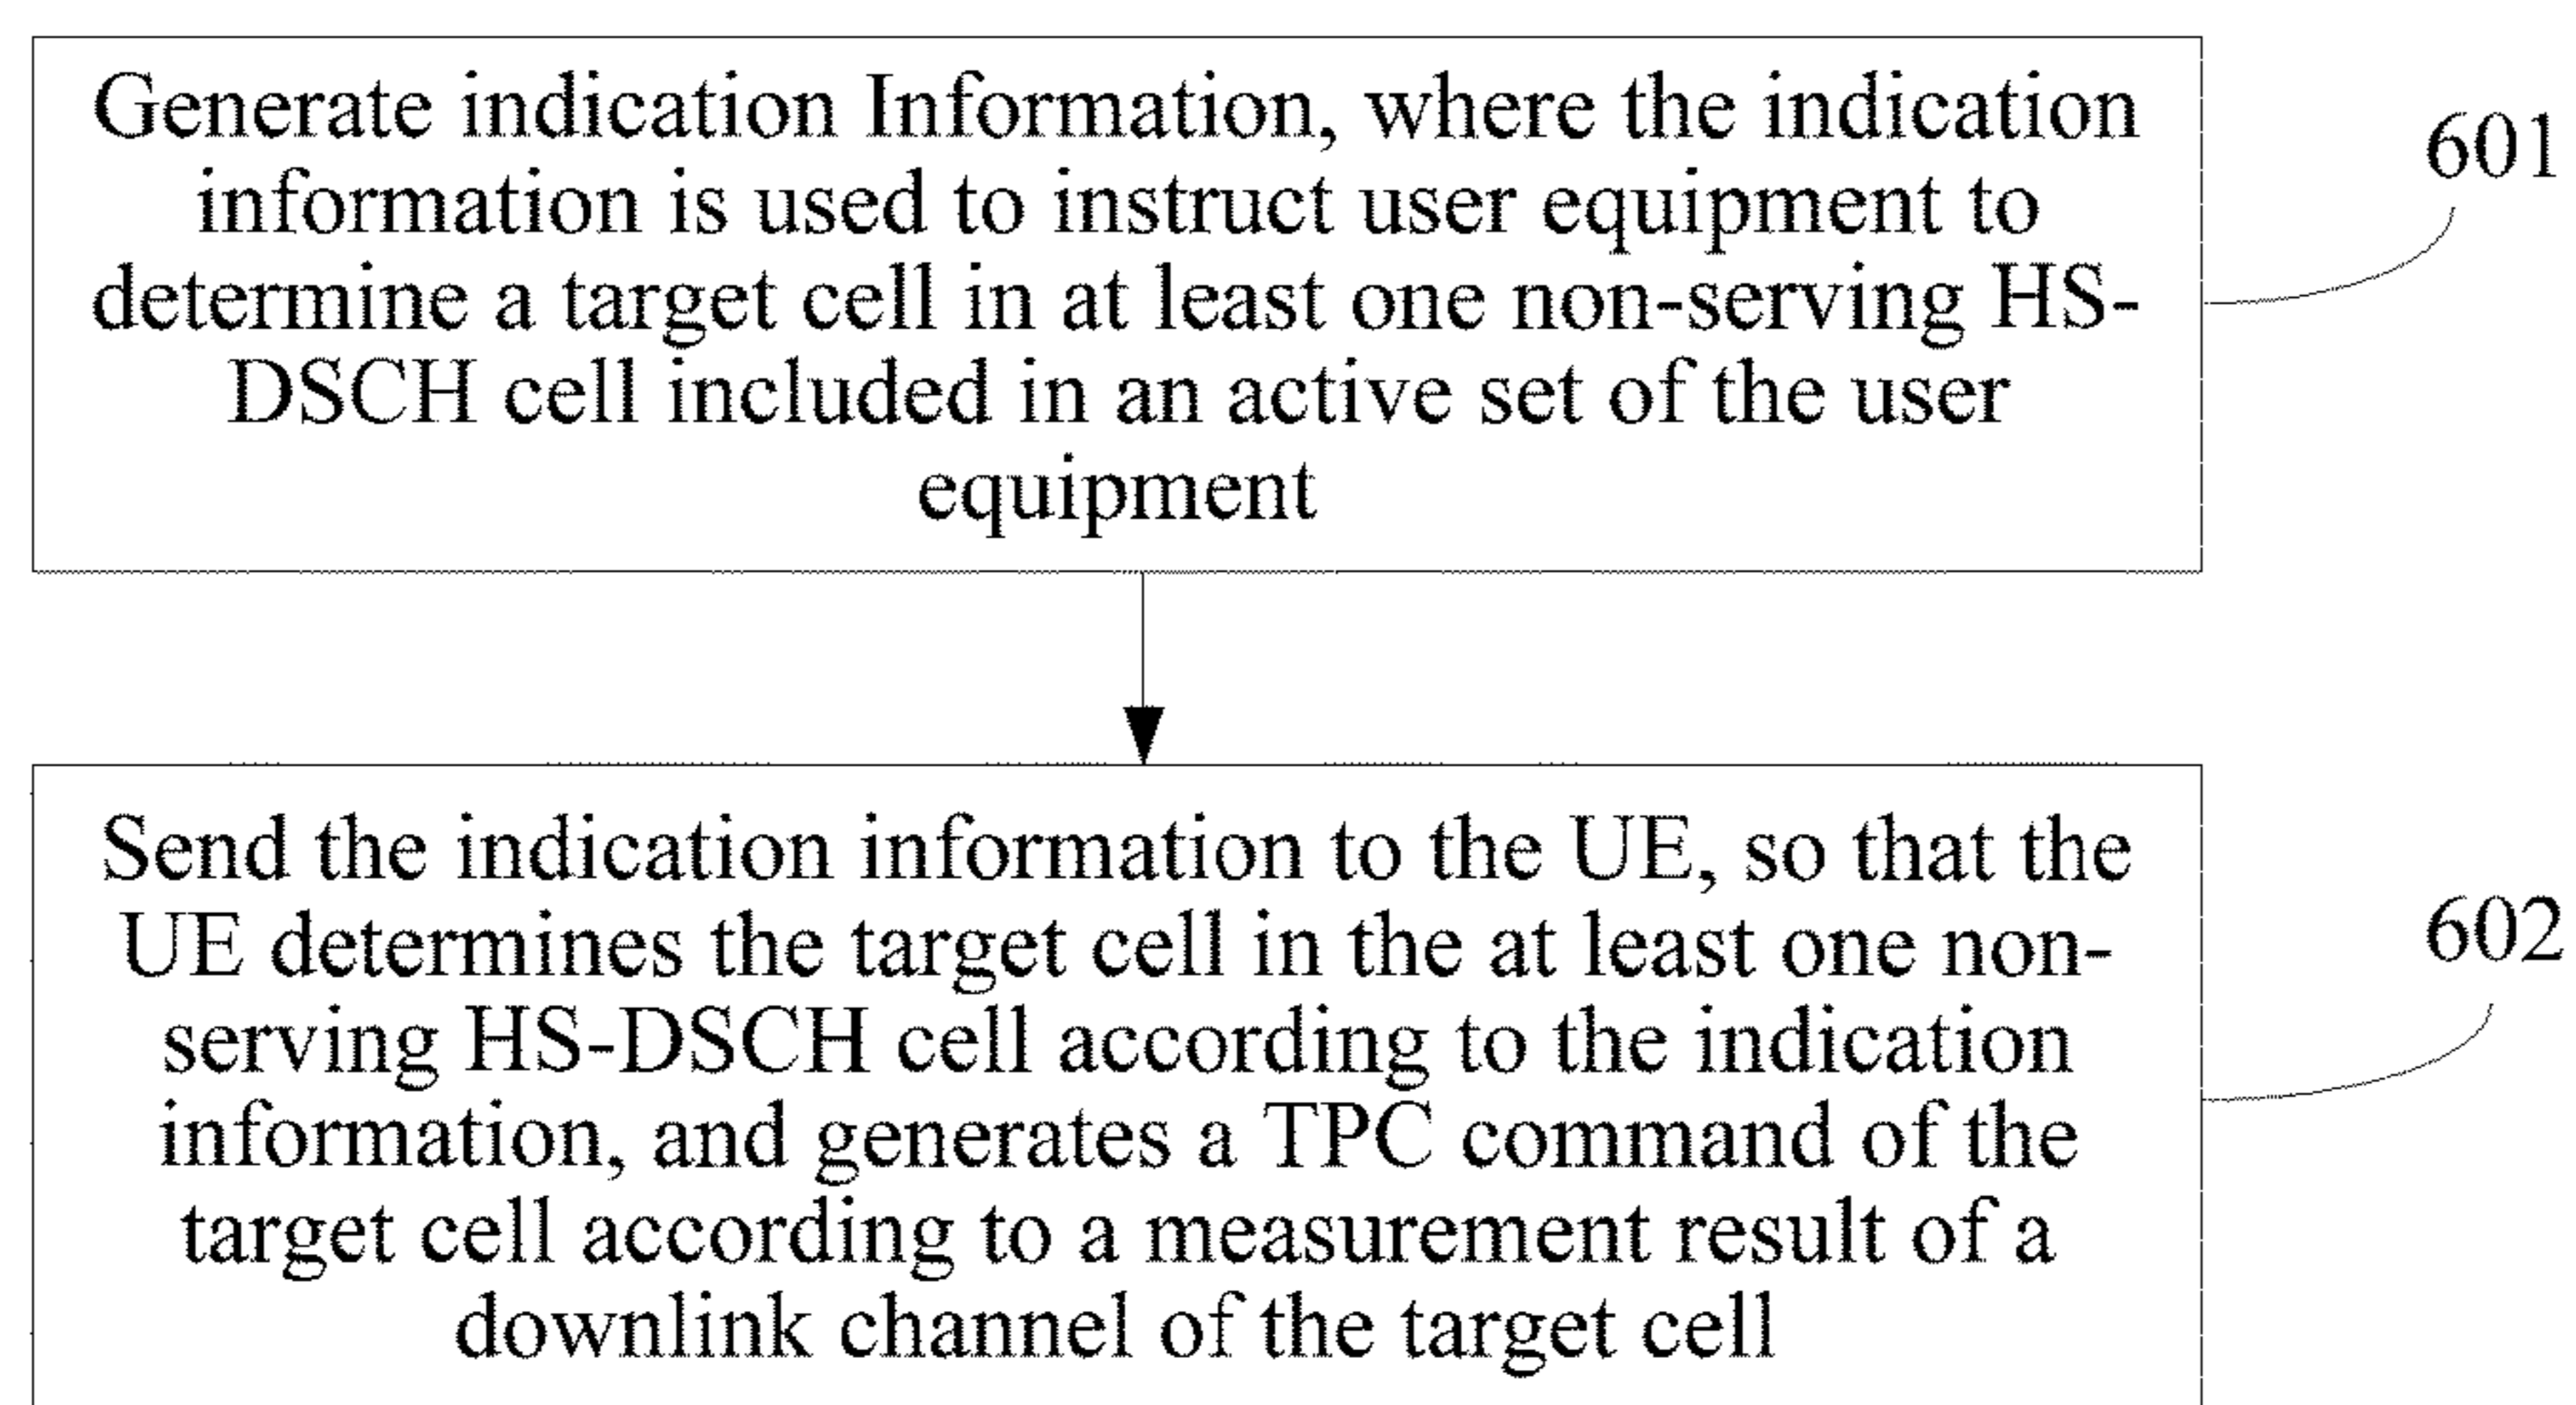 Generate indication Information, where the indication
information is used to instruct user equipment to
determine a target cell in at least one non-serving HS-
DSCH cell included in an active set of the user
equipment
601
Send the indication information to the UE, so that the
UE determines the target cell in the at least one non-
serving HS-DSCH cell according to the indication
information, and generates a TPC command of the
target cell according to a measurement result of a
downlink channel of the target cell
602